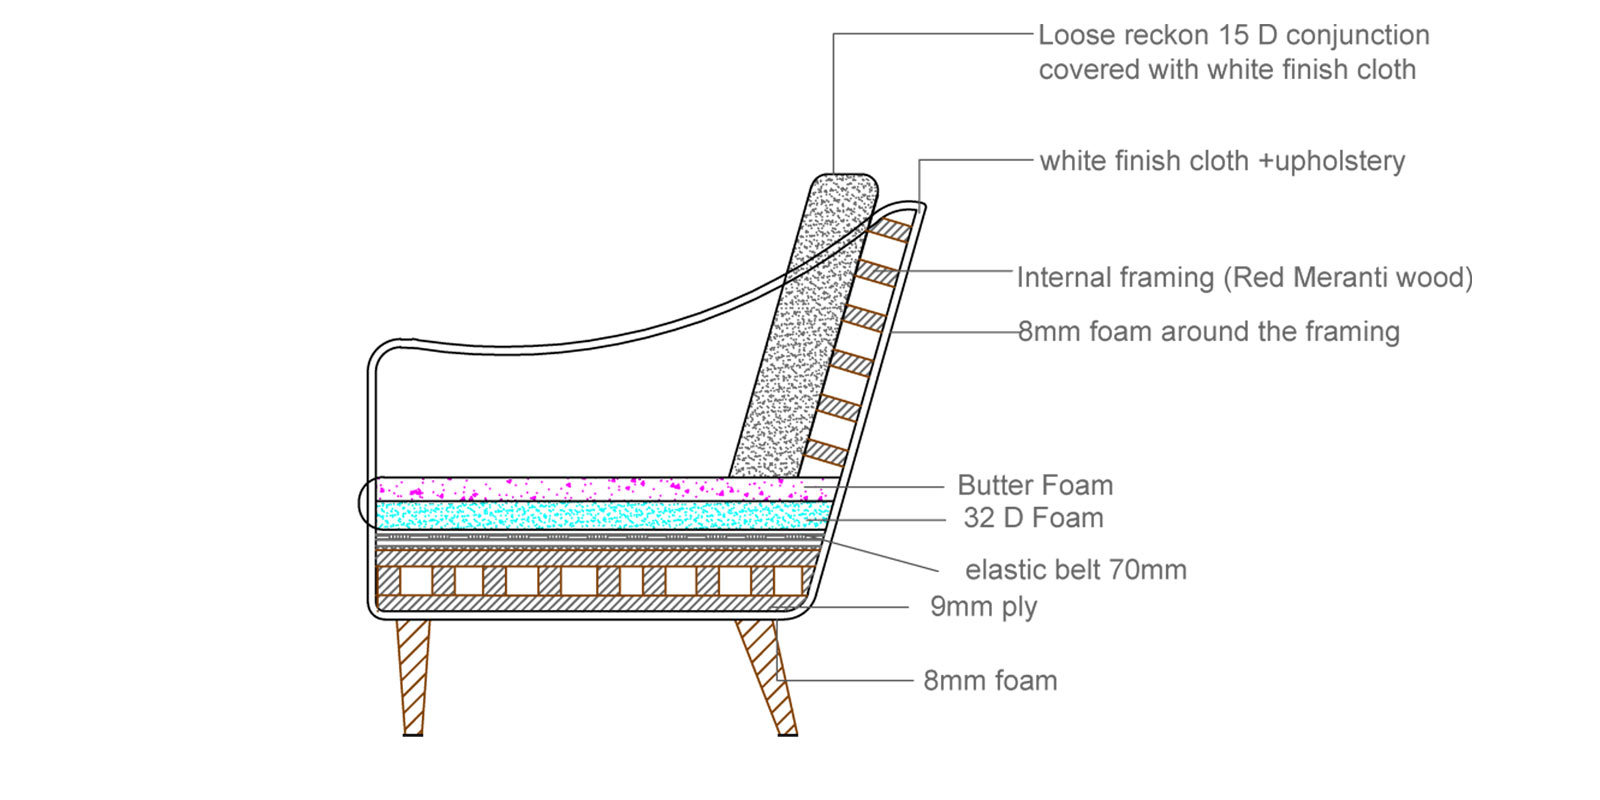 Loose reckon 15 D conjunction
covered with white finish cloth
white finish cloth +upholstery
Internal framing (Red Meranti wood)
8mm foam around the framing
Butter Foam
32 D Foam
elastic belt 70mm
9mm ply
8mm foam